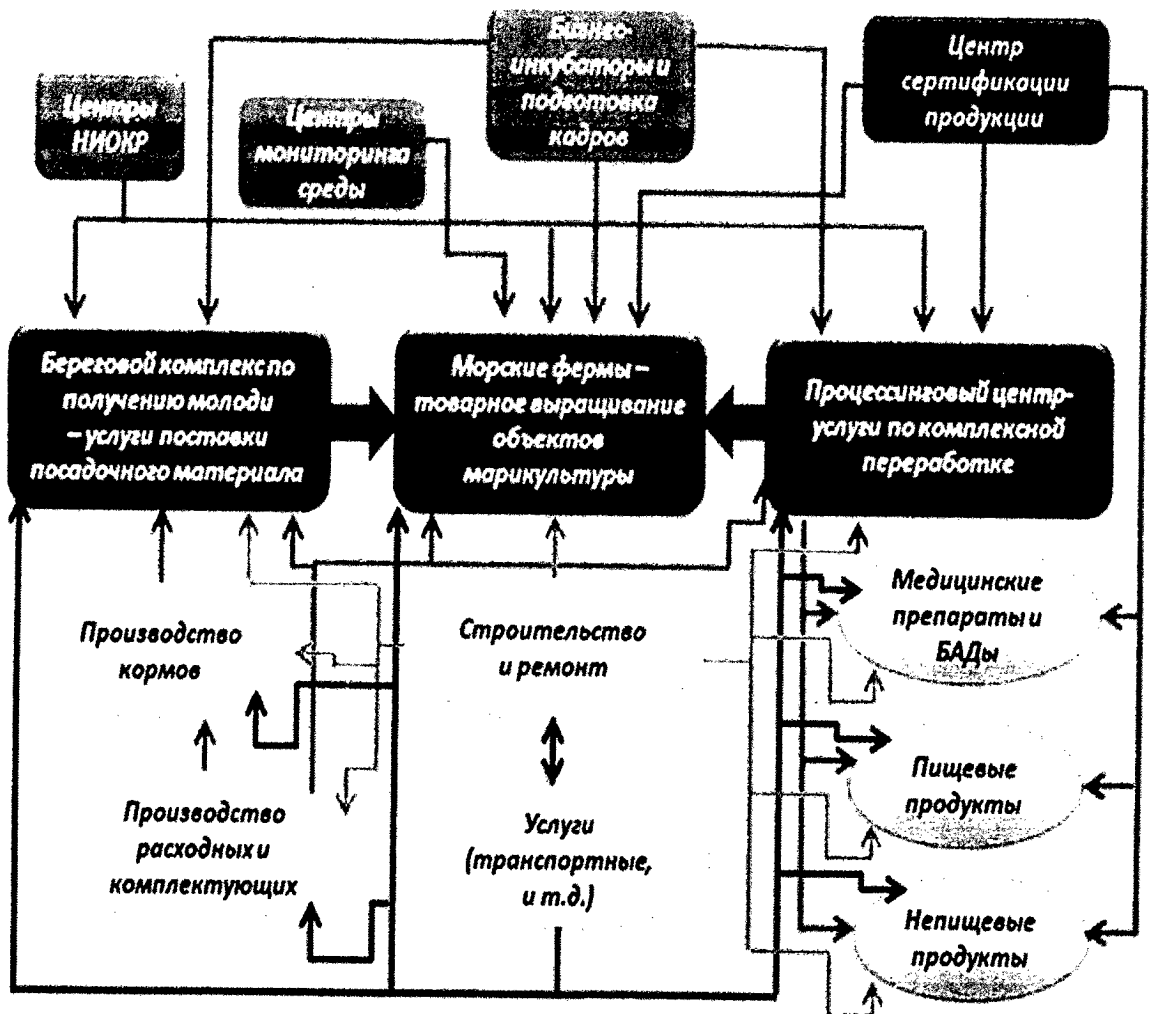 Бизнес-
инкубаторы и
подготовка
кадров
Центр
сертификации
продукции
Центры
НИОКР
Центры
мониторинга
среды
Береговой комплекс по
получению молоди
– услуги поставки
посадочного материала
Морские фермы –
товарное выращивание
объектов
марикультуры
Процессинговый центр-
услуги по комплексной
переработке
Производство
кормов
Строительство
и ремонт
Медицинские
препараты и
БАДы
Производство
расходных и
комплектующих
Услуги
(транспортные,
и т.д.)
Пищевые
продукты
Непищевые
продукты